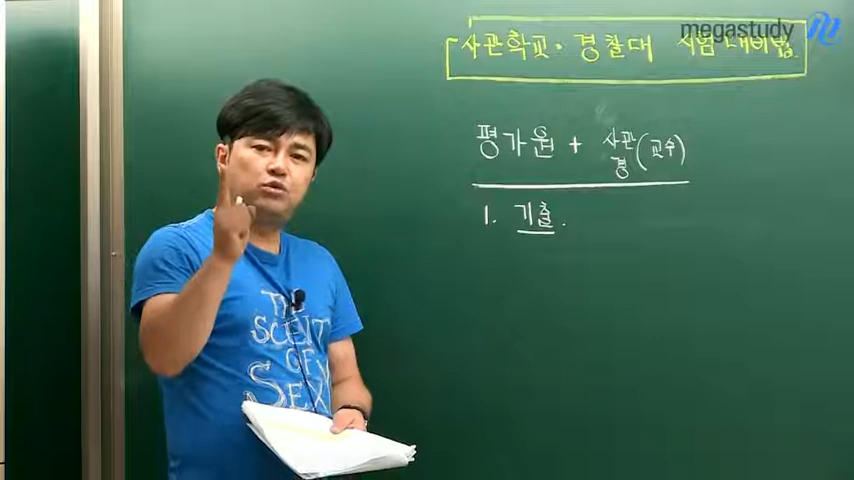 megastudy
사관학교·경찰대 시험 대비법.
평가원 + 사관 (교수)
경
1. 기출.
THE
SCENT
OF
SEX